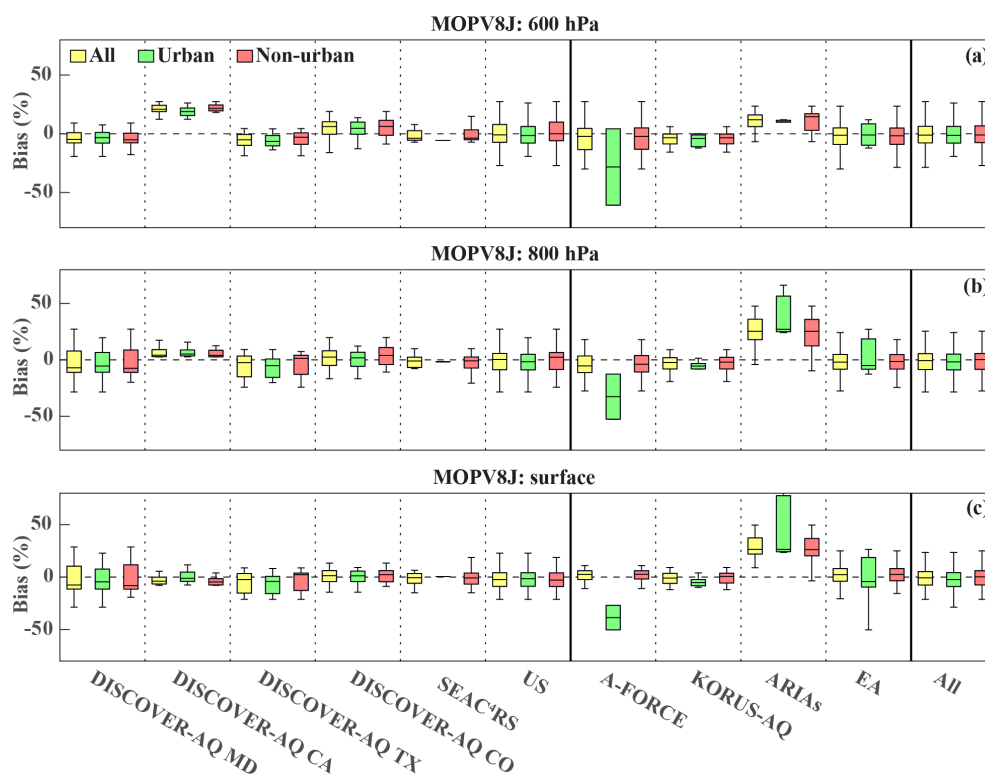 MOPV8J: 600 hPa
All Urban Non-urban (a)
Bias (%)
50
0
-50
MOPV8J: 800 hPa
(b)
Bias (%)
50
0
-50
MOPV8J: surface
(c)
Bias (%)
50
0
-50
DISCOVER-AQ MD
DISCOVER-AQ CA
DISCOVER-AQ TX
DISCOVER-AQ CO
SEAC⁴RS
US
A-FORCE
KORUS-AQ
ARIAs
EA
All